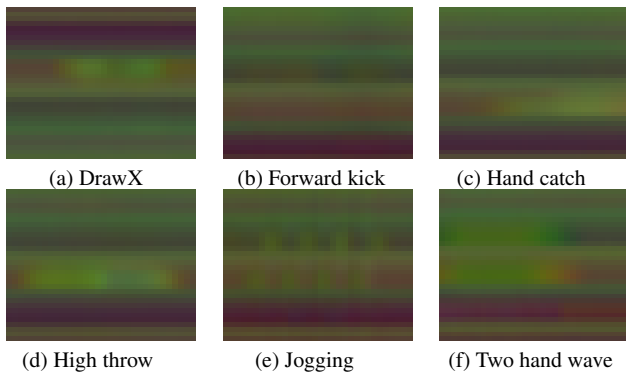 (a) DrawX (b) Forward kick (c) Hand catch
(d) High throw (e) Jogging (f) Two hand wave